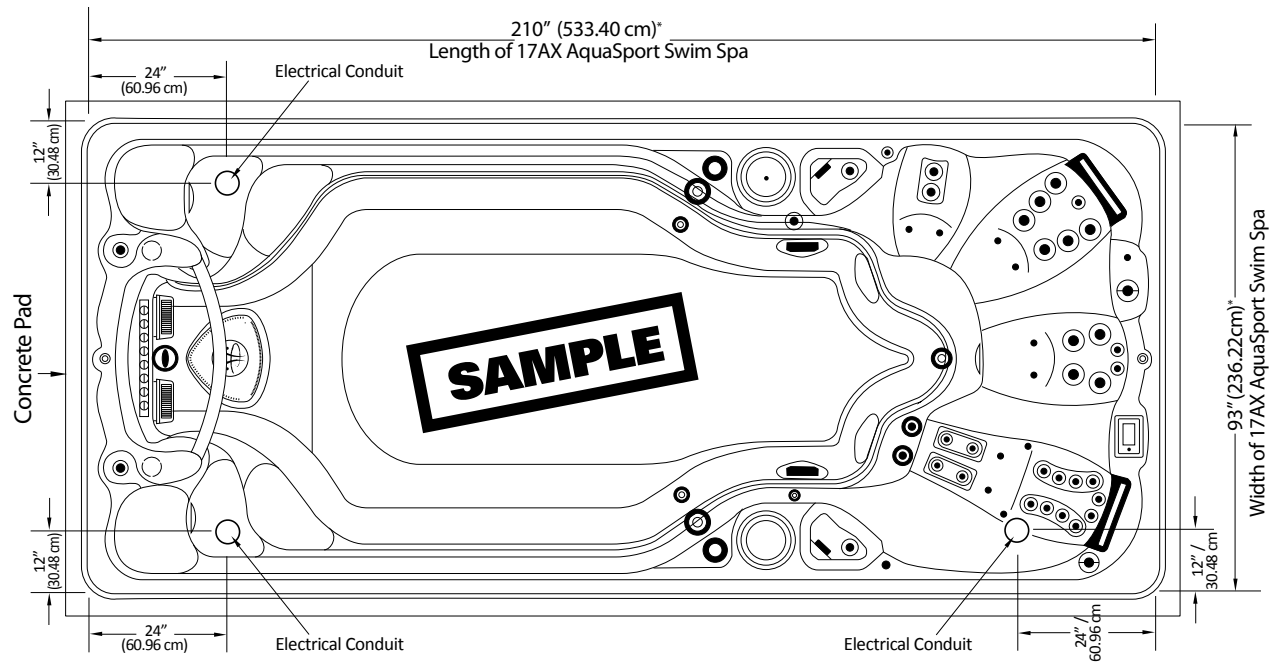 210” (533.40 cm)*
Length of 17AX AquaSport Swim Spa
24”
(60.96 cm)
Electrical Conduit
12”
(30.48 cm)
Concrete Pad
SAMPLE
93”(236.22cm)*
Width of 17AX AquaSport Swim Spa
12”
(30.48 cm)
12” /
30.48 cm
24”
(60.96 cm)
Electrical Conduit
Electrical Conduit
24” /
60.96 cm